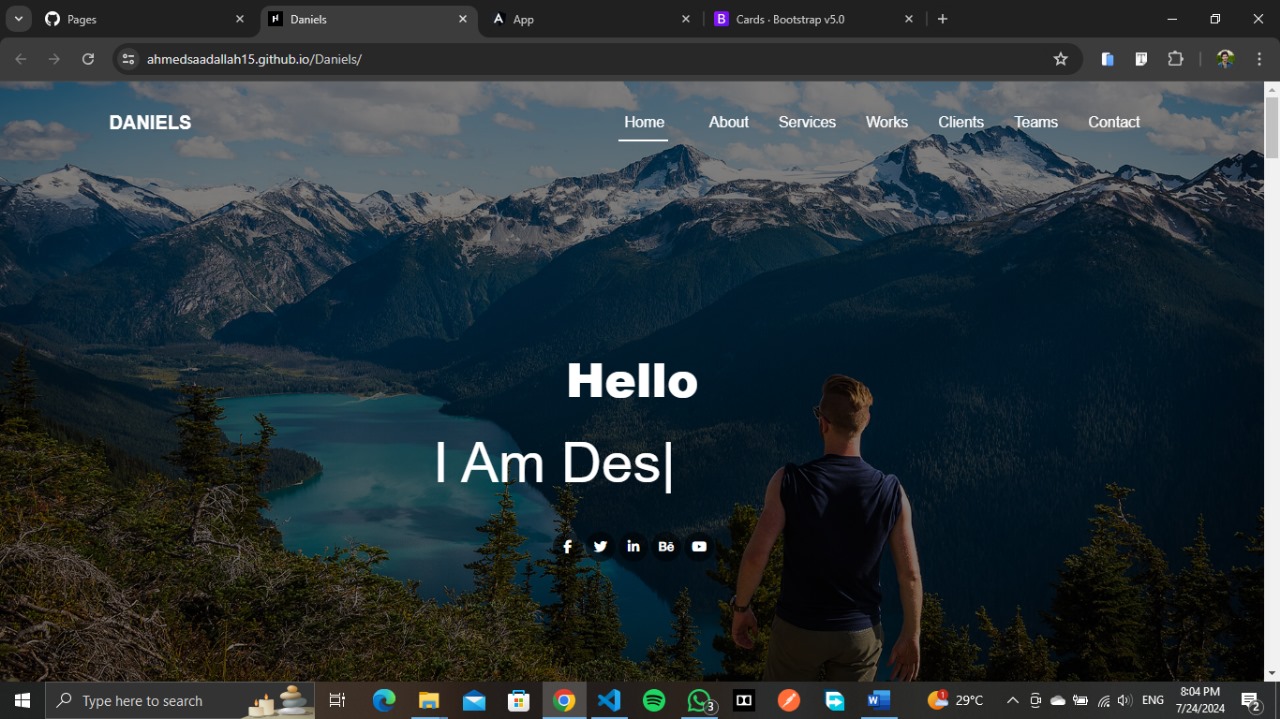 Pages
Daniels
App
Cards · Bootstrap v5.0
ahmedsaadallah15.github.io/Daniels/
DANIELS
Home
About
Services
Works
Clients
Teams
Contact
Hello
I Am Des|
Type here to search
3
1
29°C
ENG
8:04 PM
7/24/2024
2